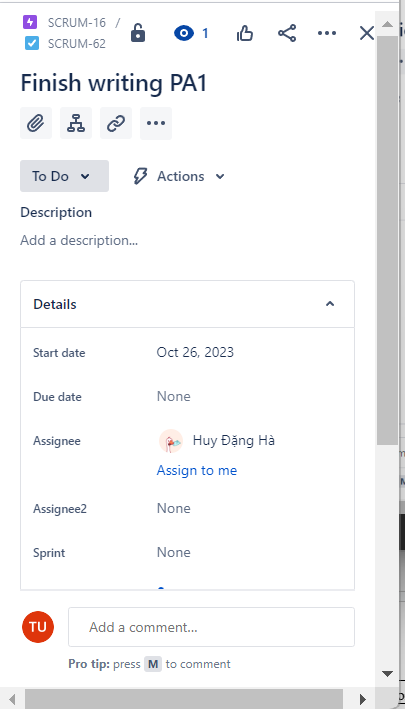 SCRUM-16 /
SCRUM-62
1
Finish writing PA1
To Do
Actions
Description
Add a description...
Details
Start date Oct 26, 2023
Due date None
Assignee Huy Đặng Hà
Assign to me
Assignee2 None
Sprint None
TU Add a comment...
Pro tip: press M to comment